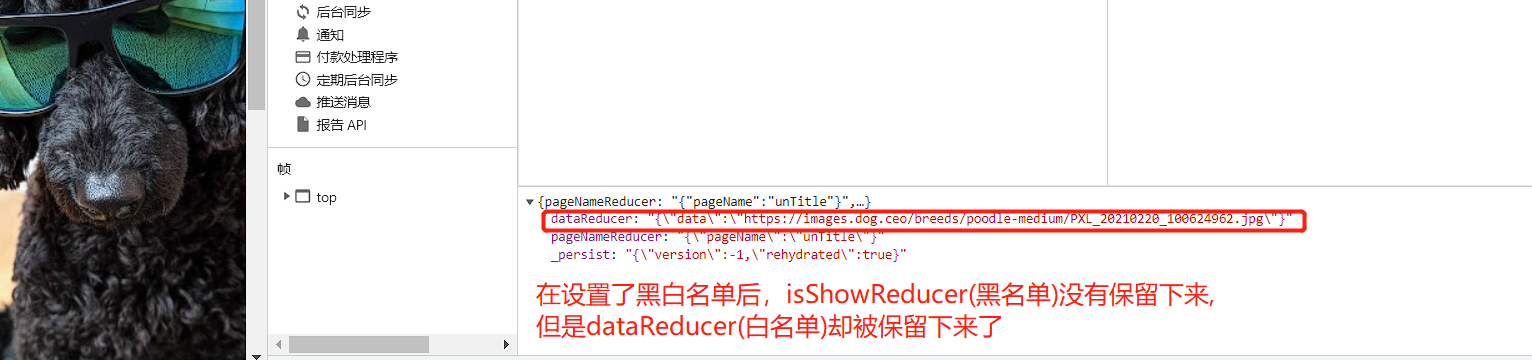 后台同步
通知
付款处理程序
定期后台同步
推送消息
报告 API
帧
top
{pageNameReducer: "{"pageName":"unTitle"}",…}
dataReducer: "{\"data\":\"https://images.dog.ceo/breeds/poodle-medium/PXL_20210220_100624962.jpg\"}"
pageNameReducer: "{\"pageName\":\"unTitle\"}"
_persist: "{\"version\":-1,\"rehydrated\":true}"
在设置了黑白名单后，isShowReducer(黑名单)没有保留下来,
但是dataReducer(白名单)却被保留下来了